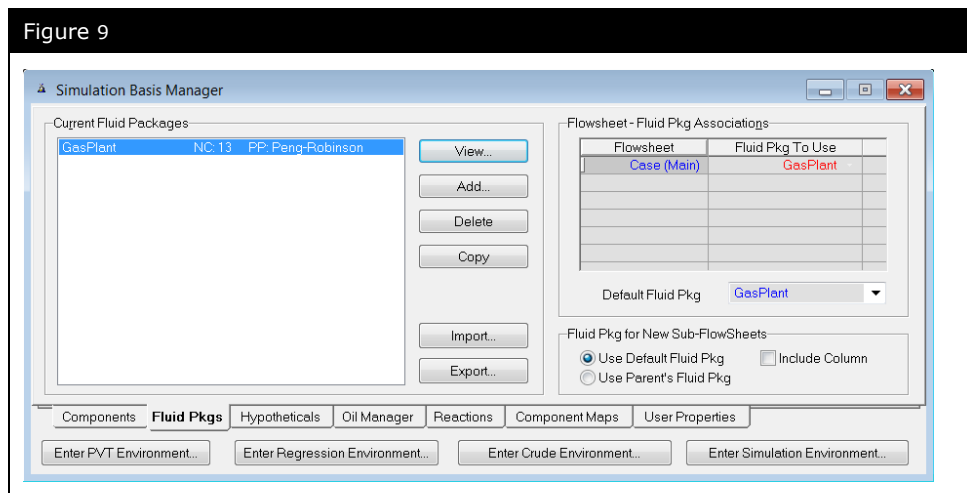 Figure 9
Simulation Basis Manager
Current Fluid Packages
GasPlant NC: 13 PP: Peng-Robinson
View...
Add...
Delete
Copy
Import...
Export...
Flowsheet - Fluid Pkg Associations
Flowsheet Fluid Pkg To Use
Case (Main) GasPlant
Default Fluid Pkg GasPlant
Fluid Pkg for New Sub-FlowSheets
Use Default Fluid Pkg Include Column
Use Parent's Fluid Pkg
Components Fluid Pkgs Hypotheticals Oil Manager Reactions Component Maps User Properties
Enter PVT Environment... Enter Regression Environment... Enter Crude Environment... Enter Simulation Environment...